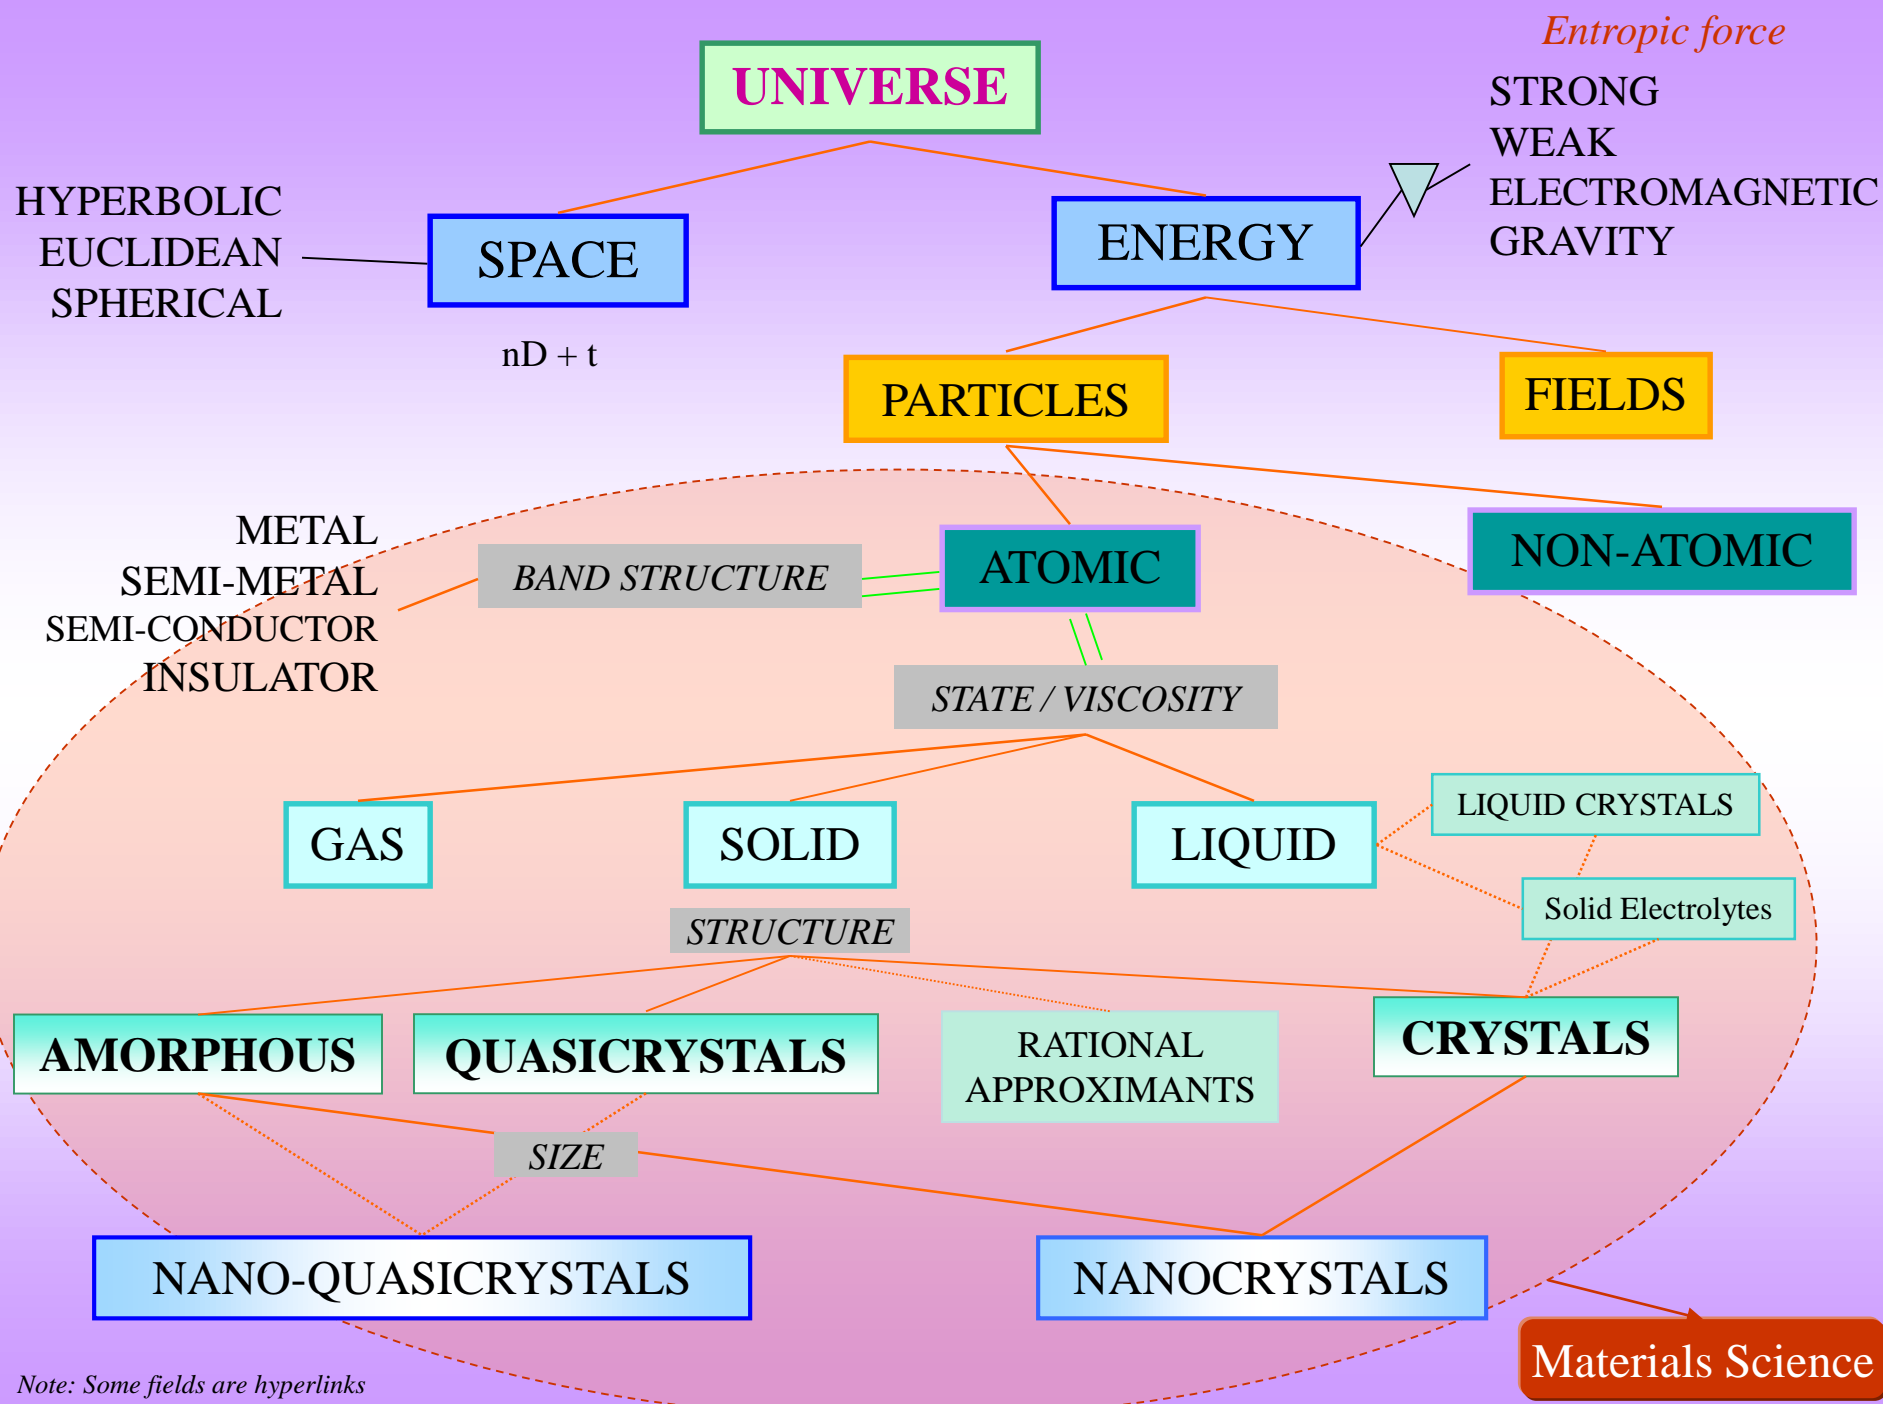 Entropic force
UNIVERSE
STRONG
WEAK
ELECTROMAGNETIC
GRAVITY
HYPERBOLIC
EUCLIDEAN
SPHERICAL
SPACE
ENERGY
nD + t
PARTICLES
FIELDS
METAL
SEMI-METAL
SEMI-CONDUCTOR
INSULATOR
BAND STRUCTURE
ATOMIC
NON-ATOMIC
STATE / VISCOSITY
GAS
SOLID
LIQUID
LIQUID CRYSTALS
Solid Electrolytes
STRUCTURE
AMORPHOUS
QUASICRYSTALS
RATIONAL
APPROXIMANTS
CRYSTALS
SIZE
NANO-QUASICRYSTALS
NANOCRYSTALS
Materials Science
Note: Some fields are hyperlinks